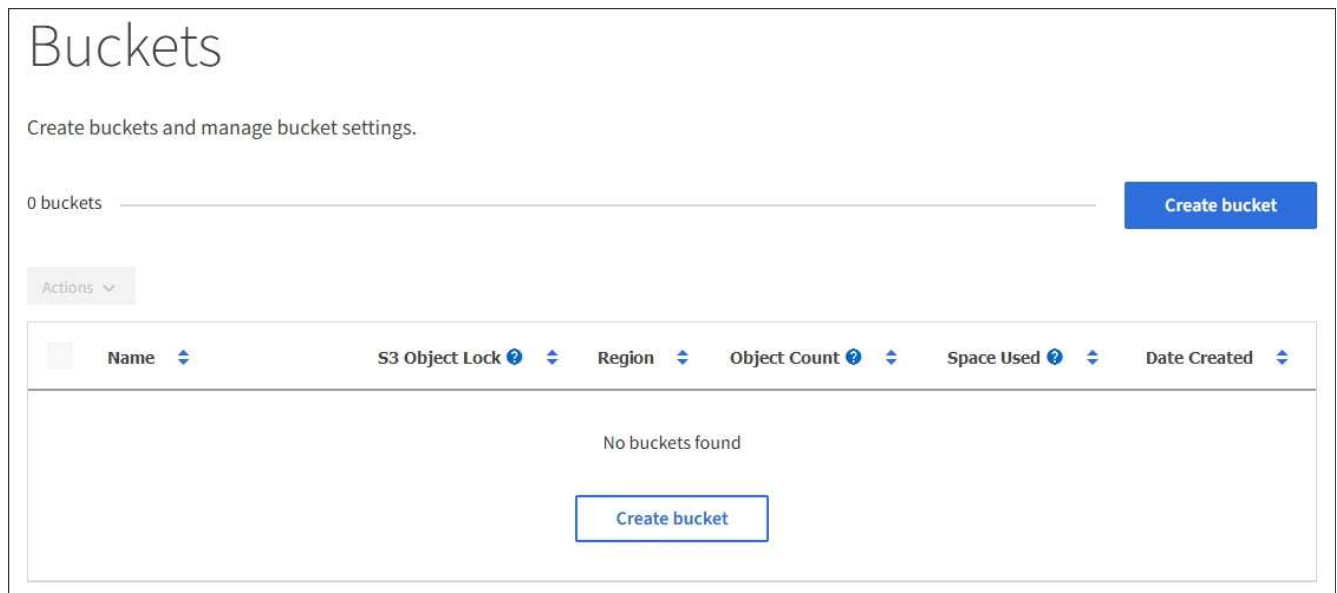 Buckets
Create buckets and manage bucket settings.
0 buckets
Create bucket
Actions
Name S3 Object Lock ? Region Object Count ? Space Used ? Date Created
No buckets found
Create bucket